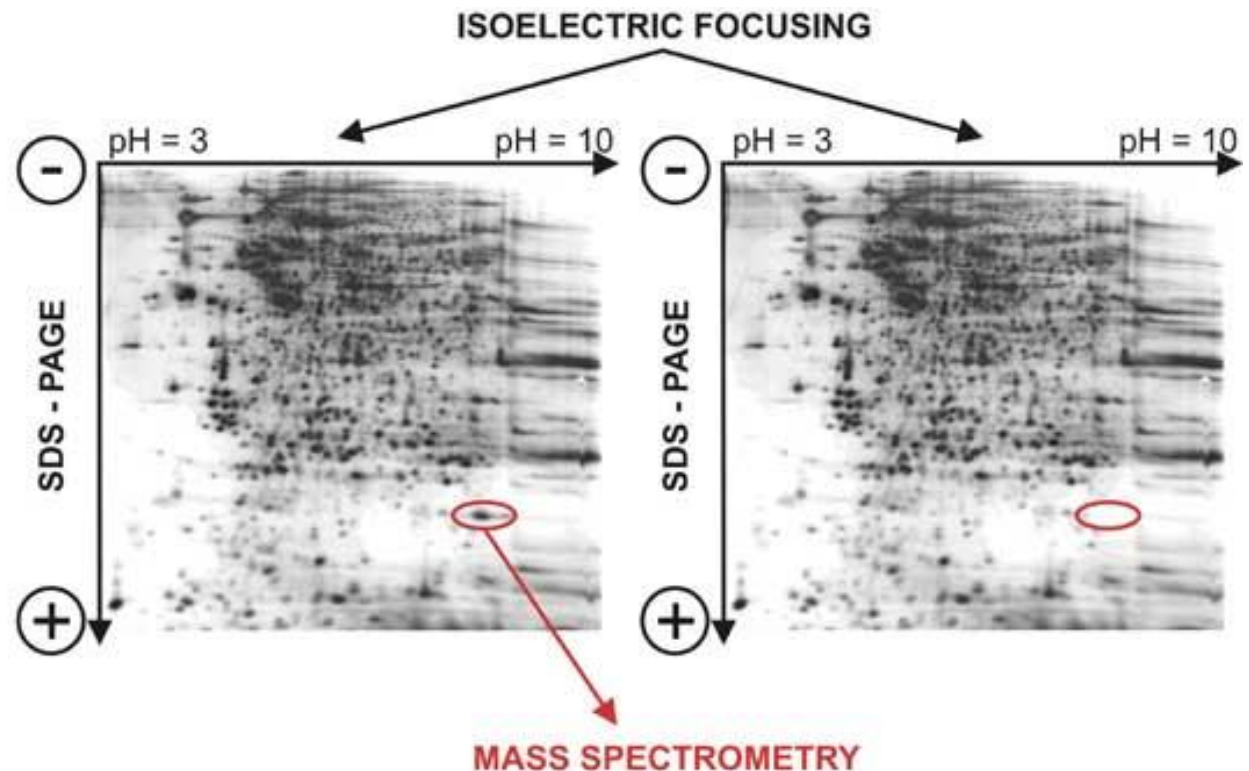 ISOELECTRIC FOCUSING
pH = 3 pH = 10 pH = 3 pH = 10
- -
SDS - PAGE SDS - PAGE
+ +
MASS SPECTROMETRY